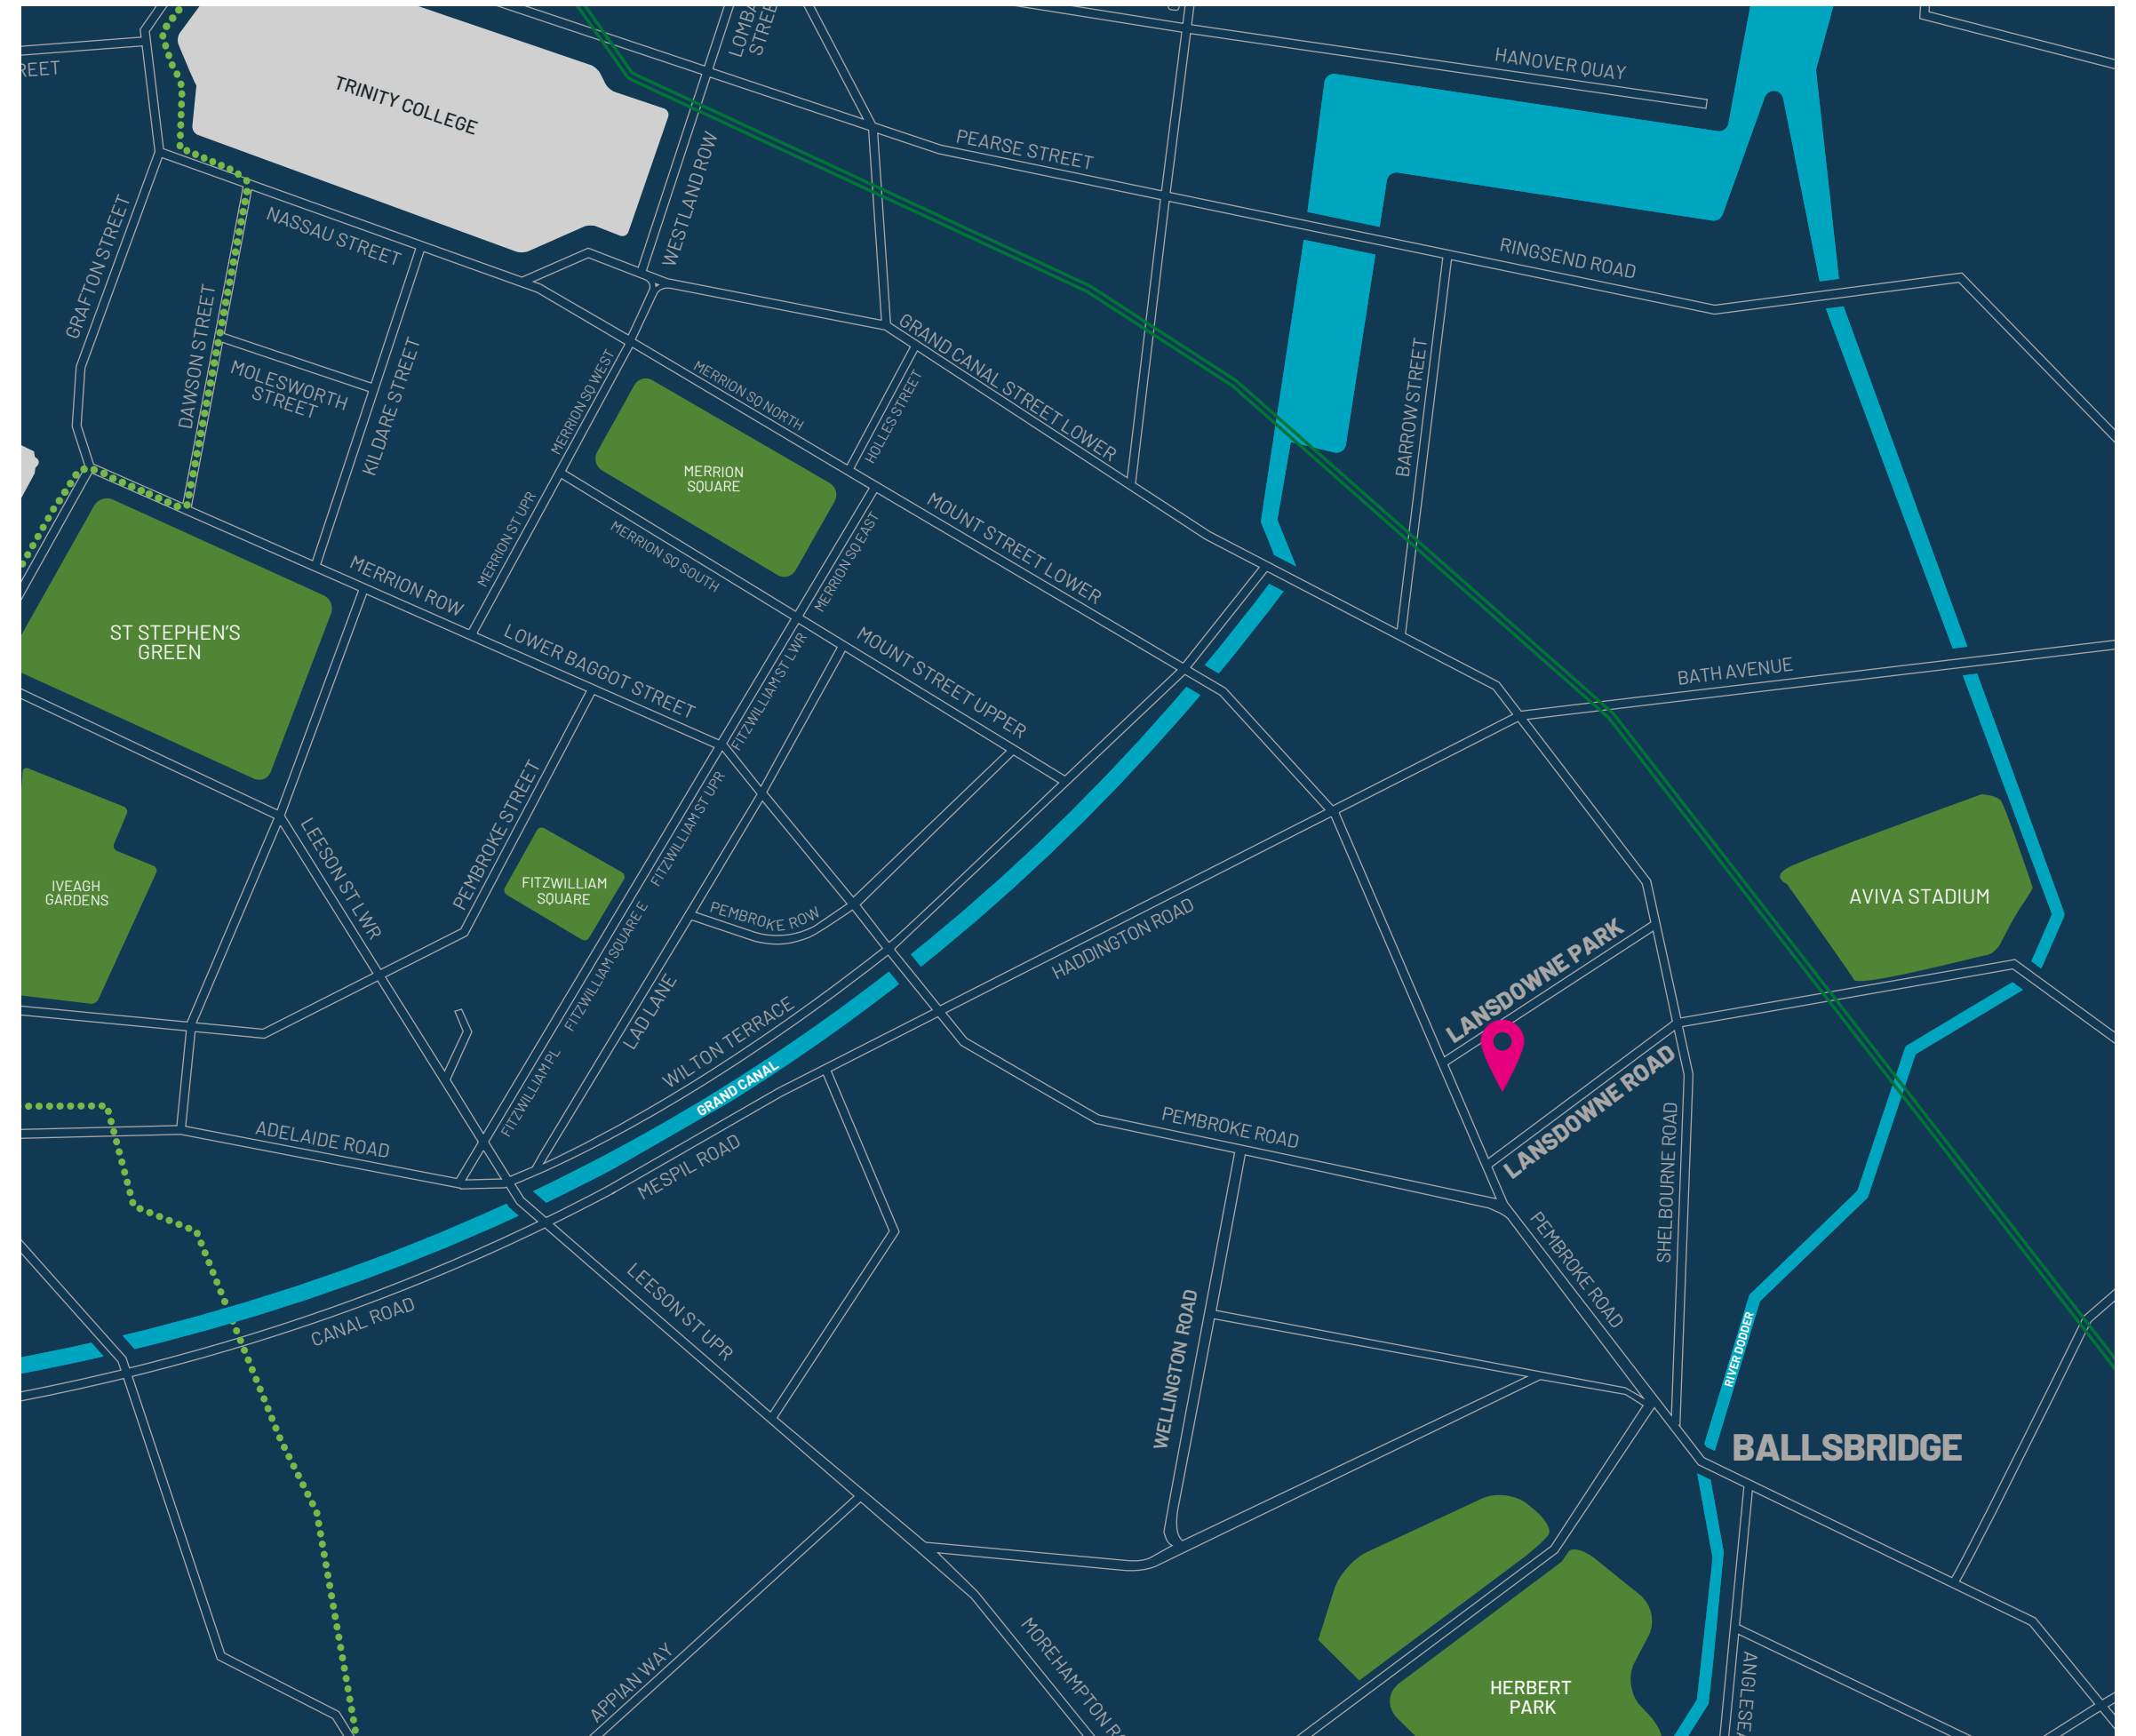 LOMBA
STREE
HANOVER QUAY
REET
TRINITY COLLEGE
PEARSE STREET
WESTLAND ROW
GRAFTON STREET
NASSAU STREET
RINGSEND ROAD
DAWSON STREET
MOLESWORTH
STREET
KILDARE STREET
MERRION SQ WEST
MERRION SQ NORTH
HOLLES STREET
GRAND CANAL STREET LOWER
BARROW STREET
MERRION
SQUARE
MERRION ST UPR
MERRION SQ SOUTH
MERRION SQ EAST
MOUNT STREET LOWER
MERRION ROW
ST STEPHEN'S
GREEN
LOWER BAGGOT STREET
FITZWILLIAM ST LWR
MOUNT STREET UPPER
BATH AVENUE
PEMBROKE STREET
FITZWILLIAM ST UPR
LEESON ST LWR
IVEAGH
GARDENS
FITZWILLIAM
SQUARE
PEMBROKE ROW
AVIVA STADIUM
FITZWILLIAM SQUARE E
HADDINGTON ROAD
LANSDOWNE PARK
LAD LANE
WILTON TERRACE
GRAND CANAL
FITZWILLIAM PL
LANSDOWNE ROAD
ADELAIDE ROAD
MESPIL ROAD
PEMBROKE ROAD
SHELBOURNE ROAD
PEMBROKE ROAD
CANAL ROAD
LEESON ST UPR
WELLINGTON ROAD
RIVER DODDER
BALLSBRIDGE
APPIAN WAY
MOREHAMPTON RO
HERBERT
PARK
ANGLESEA